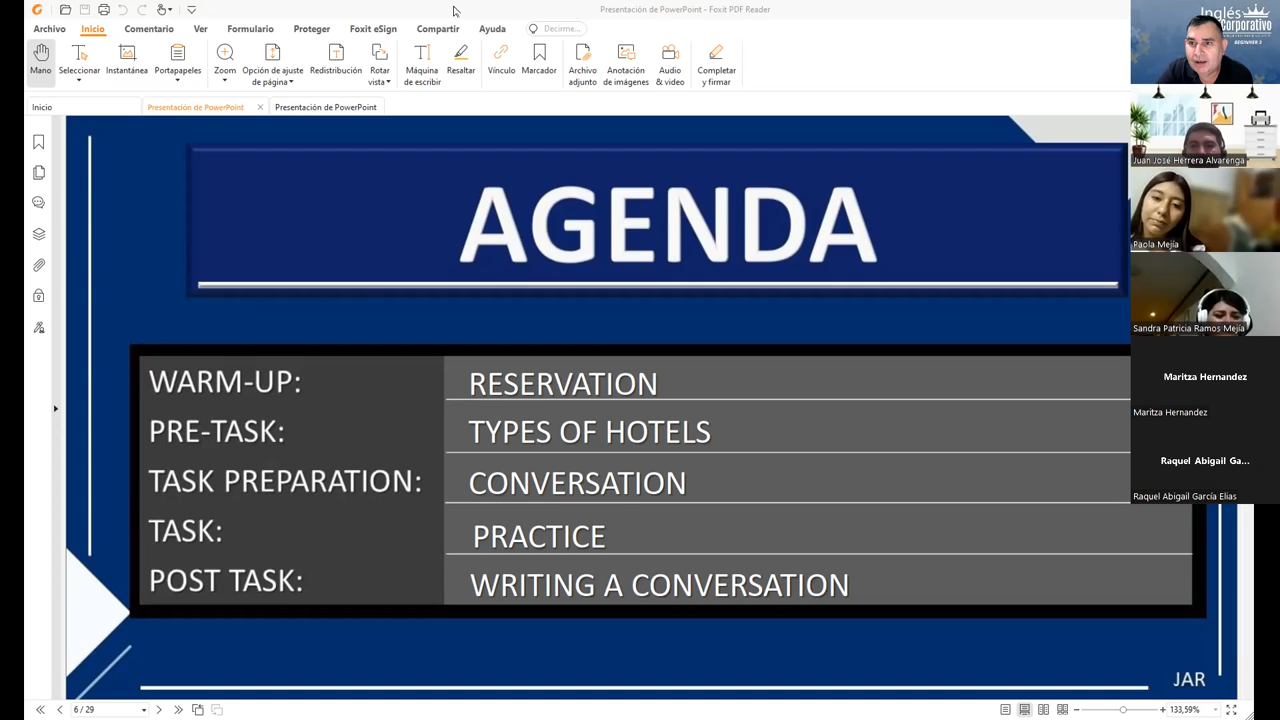 Presentación de PowerPoint - Foxit PDF Reader
Archivo Inicio Comentario Ver Formulario Proteger Foxit eSign Compartir Ayuda Decirme...
Mano Seleccionar Instantánea Portapapeles Zoom Opción de ajuste de página Redistribución Rotar vista Máquina de escribir Resaltar Vínculo Marcador Archivo adjunto Anotación de imágenes Audio & video Completar y firmar
Inicio Presentación de PowerPoint Presentación de PowerPoint
AGENDA
WARM-UP: RESERVATION
PRE-TASK: TYPES OF HOTELS
TASK PREPARATION: CONVERSATION
TASK: PRACTICE
POST TASK: WRITING A CONVERSATION
JAR
6 / 29
133,59%
Inglés
Corporativo
BEGINNER 2
Juan José Herrera Alvarenga
Paola Mejía
Sandra Patricia Ramos Mejía
Maritza Hernandez
Maritza Hernandez
Raquel Abigail Ga...
Raquel Abigail García Elias